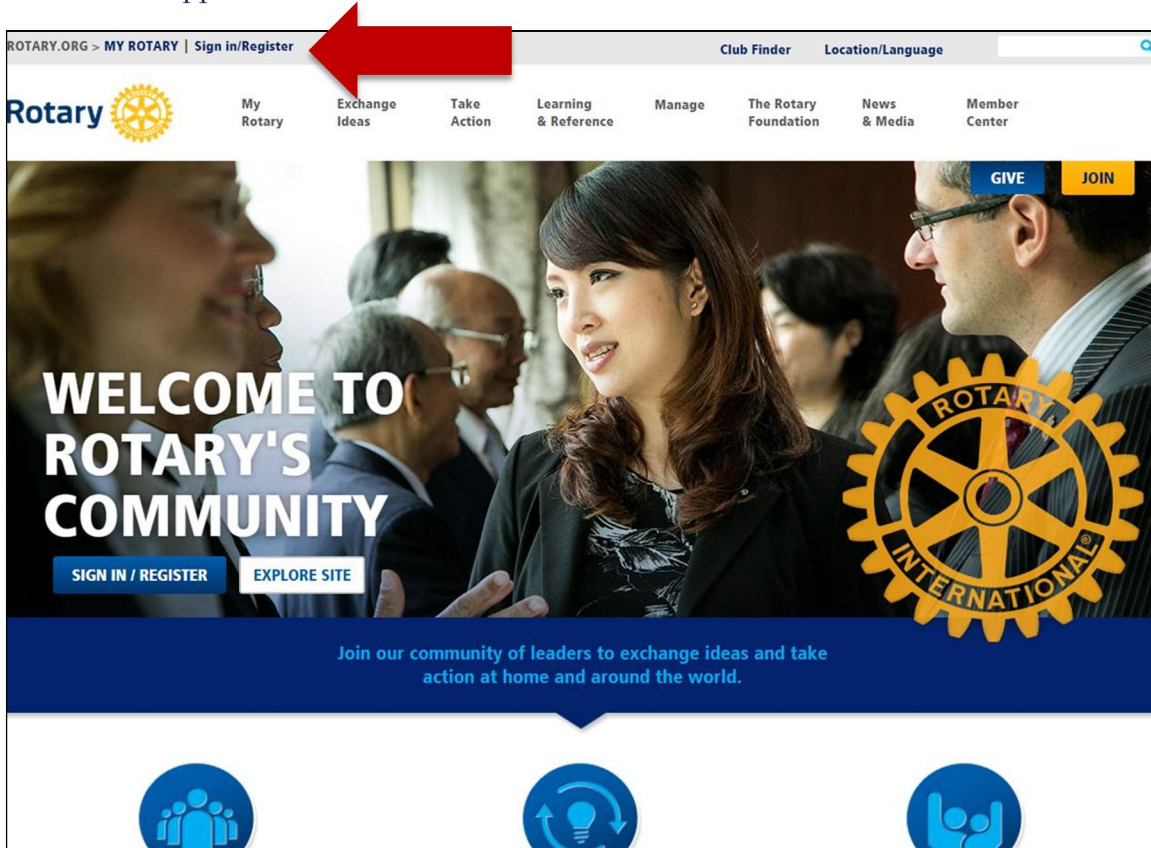 ROTARY.ORG > MY ROTARY | Sign in/Register
Club Finder
Location/Language
Rotary
My
Rotary
Exchange
Ideas
Take
Action
Learning
& Reference
Manage
The Rotary
Foundation
News
& Media
Member
Center
GIVE
JOIN
WELCOME TO
ROTARY'S
COMMUNITY
SIGN IN / REGISTER
EXPLORE SITE
ROTARY
INTERNATIONAL®
Join our community of leaders to exchange ideas and take
action at home and around the world.